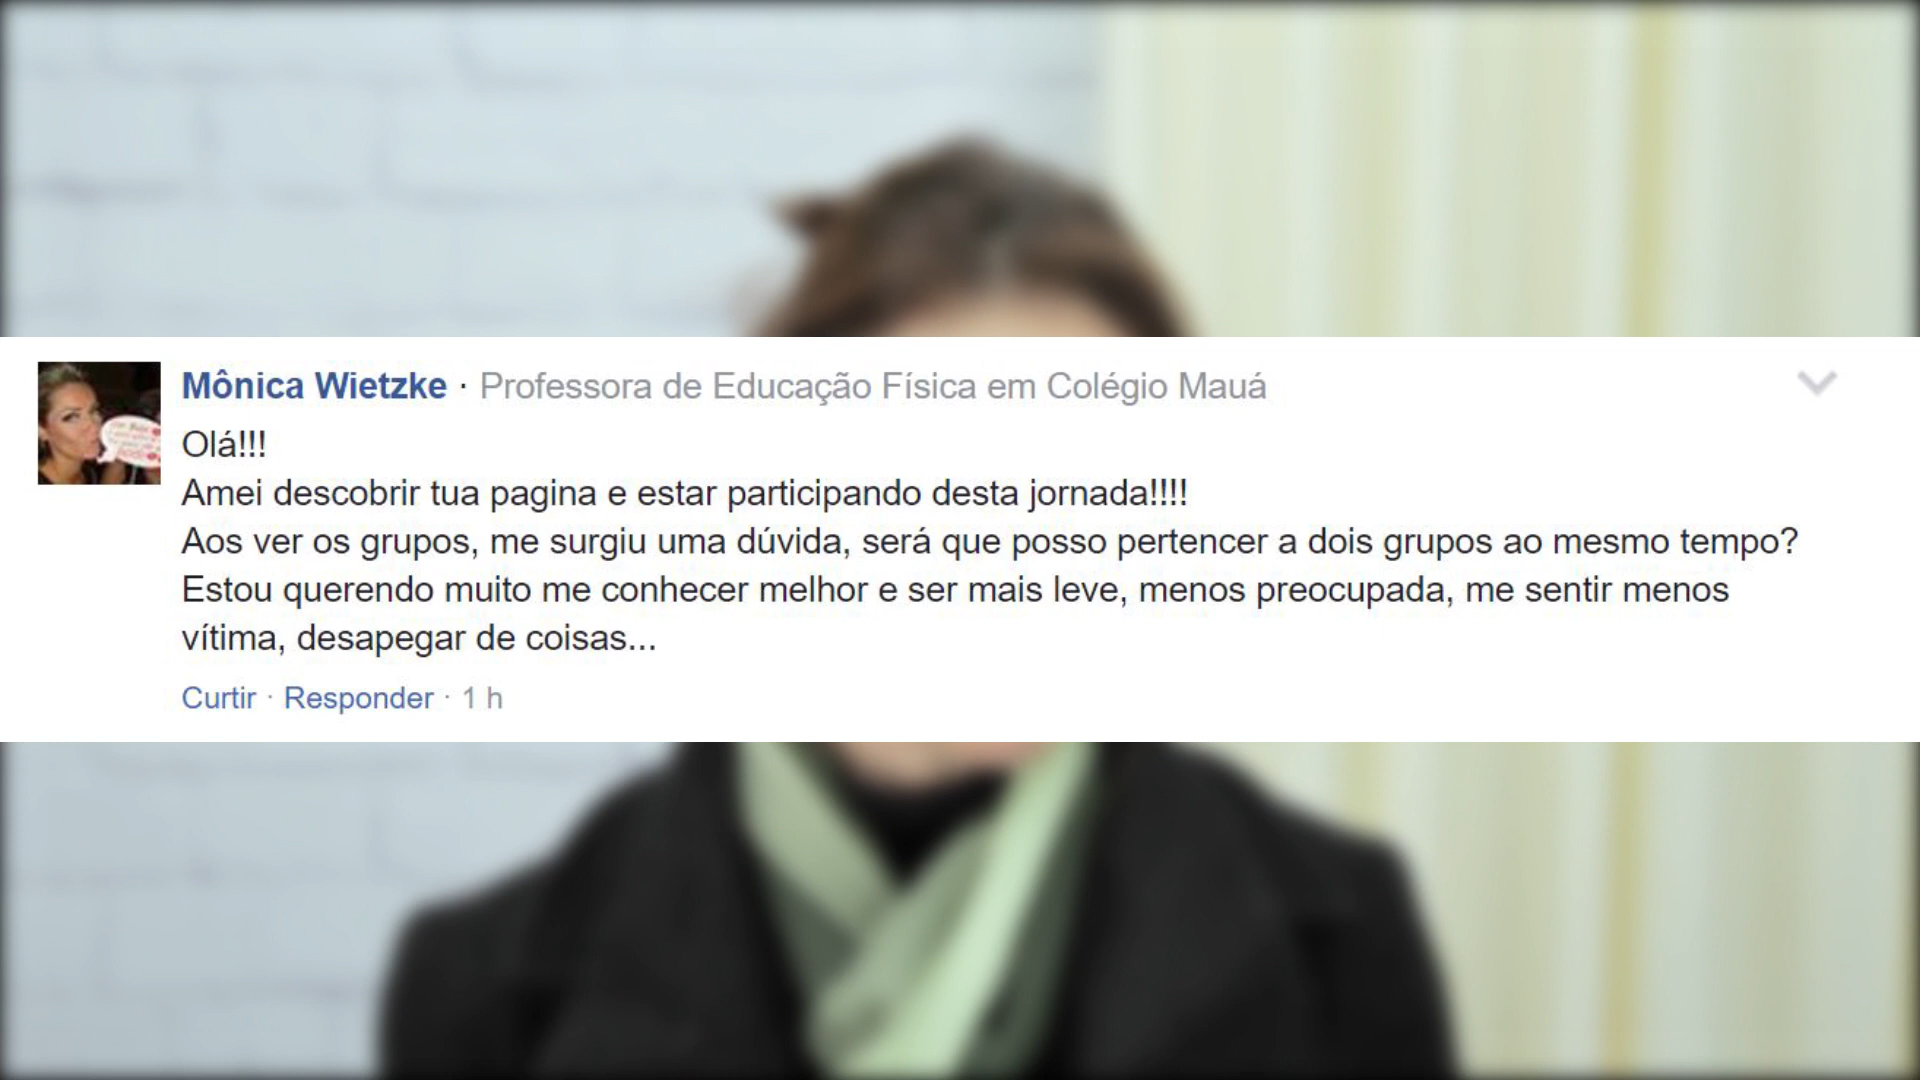 Mônica Wietzke · Professora de Educação Física em Colégio Mauá
Olá!!!
Amei descobrir tua pagina e estar participando desta jornada!!!!
Aos ver os grupos, me surgiu uma dúvida, será que posso pertencer a dois grupos ao mesmo tempo?
Estou querendo muito me conhecer melhor e ser mais leve, menos preocupada, me sentir menos
vítima, desapegar de coisas...
Curtir · Responder · 1 h